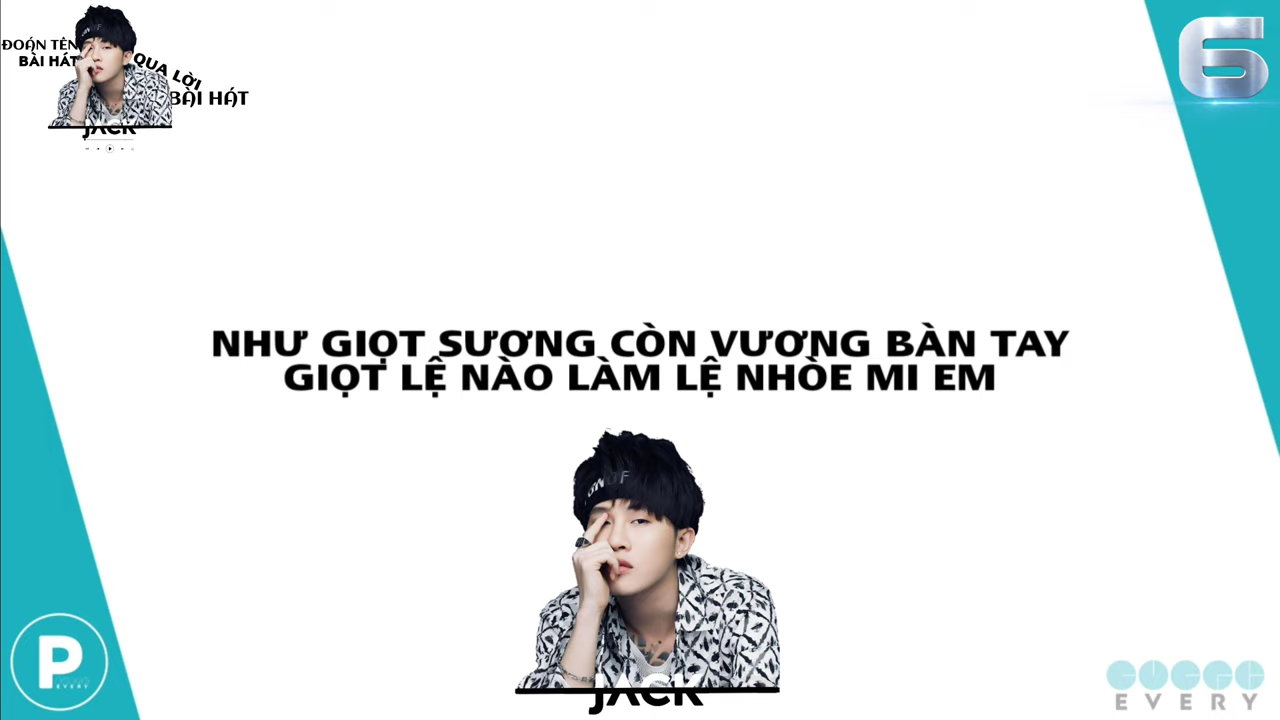 ĐOÁN TÊN
BÀI HÁT
QUA LỜI
BÀI HÁT
JACK
6
NHƯ GIỌT SƯƠNG CÒN VƯƠNG BÀN TAY
GIỌT LỆ NÀO LÀM LỆ NHÒE MI EM
JACK
P
EVERY
EVERY